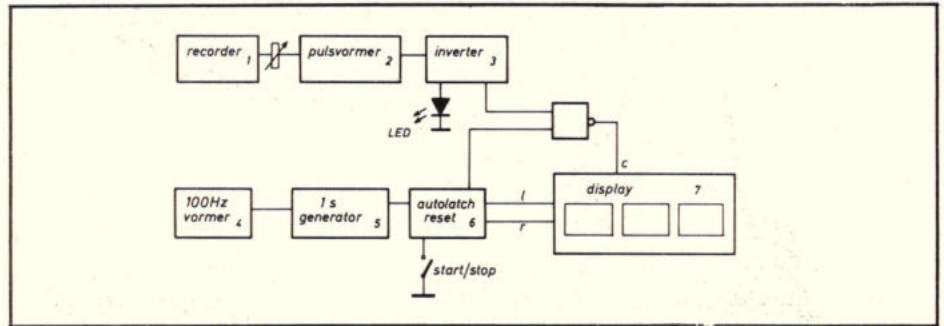 recorder 1
pulsvormer 2
inverter 3
LED
c
100Hz
vormer 4
1 s
generator 5
autolatch
reset 6
l
r
display 7
start/stop